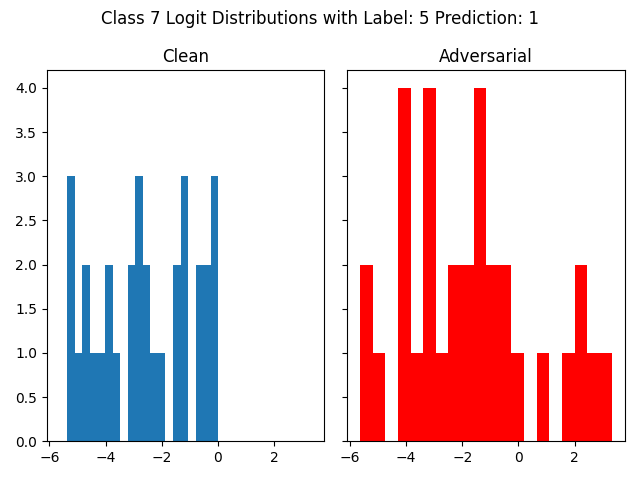 Class 7 Logit Distributions with Label: 5 Prediction: 1
Clean
Adversarial
4.0
3.5
3.0
2.5
2.0
1.5
1.0
0.5
0.0
−6 −4 −2 0 2
−6 −4 −2 0 2